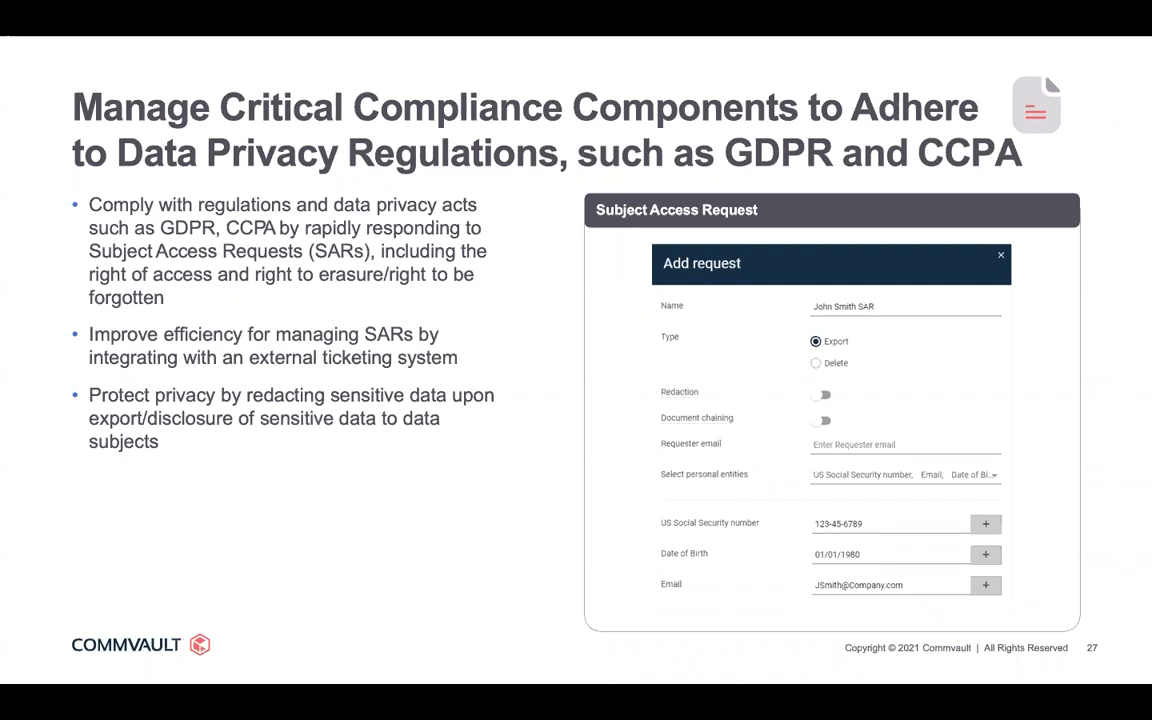 Manage Critical Compliance Components to Adhere
to Data Privacy Regulations, such as GDPR and CCPA
• Comply with regulations and data privacy acts
such as GDPR, CCPA by rapidly responding to
Subject Access Requests (SARs), including the
right of access and right to erasure/right to be
forgotten
• Improve efficiency for managing SARs by
integrating with an external ticketing system
• Protect privacy by redacting sensitive data upon
export/disclosure of sensitive data to data
subjects
Subject Access Request
Add request ×
Name John Smith SAR
Type Export
Delete
Redaction
Document chaining
Requester email Enter Requester email
Select personal entities US Social Security number, Email, Date of Bi...
US Social Security number 123-45-6789 +
Date of Birth 01/01/1980 +
Email JSmith@Company.com +
COMMVAULT
Copyright © 2021 Commvault | All Rights Reserved 27